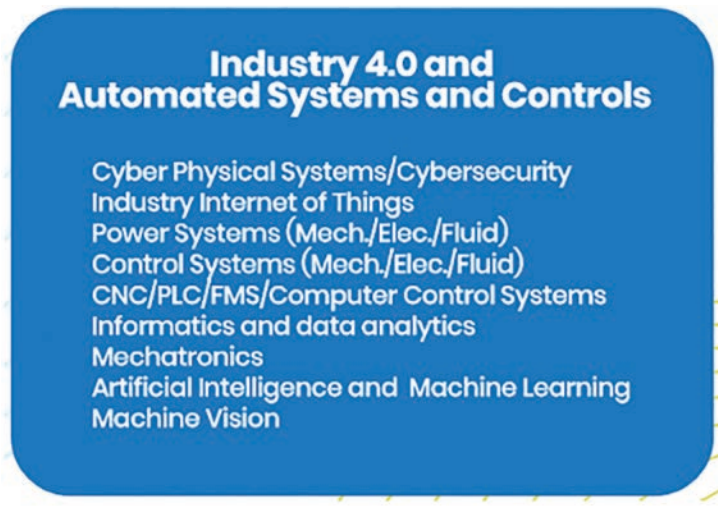 Industry 4.0 and
Automated Systems and Controls
Cyber Physical Systems/Cybersecurity
Industry Internet of Things
Power Systems (Mech./Elec./Fluid)
Control Systems (Mech./Elec./Fluid)
CNC/PLC/FMS/Computer Control Systems
Informatics and data analytics
Mechatronics
Artificial Intelligence and Machine Learning
Machine Vision